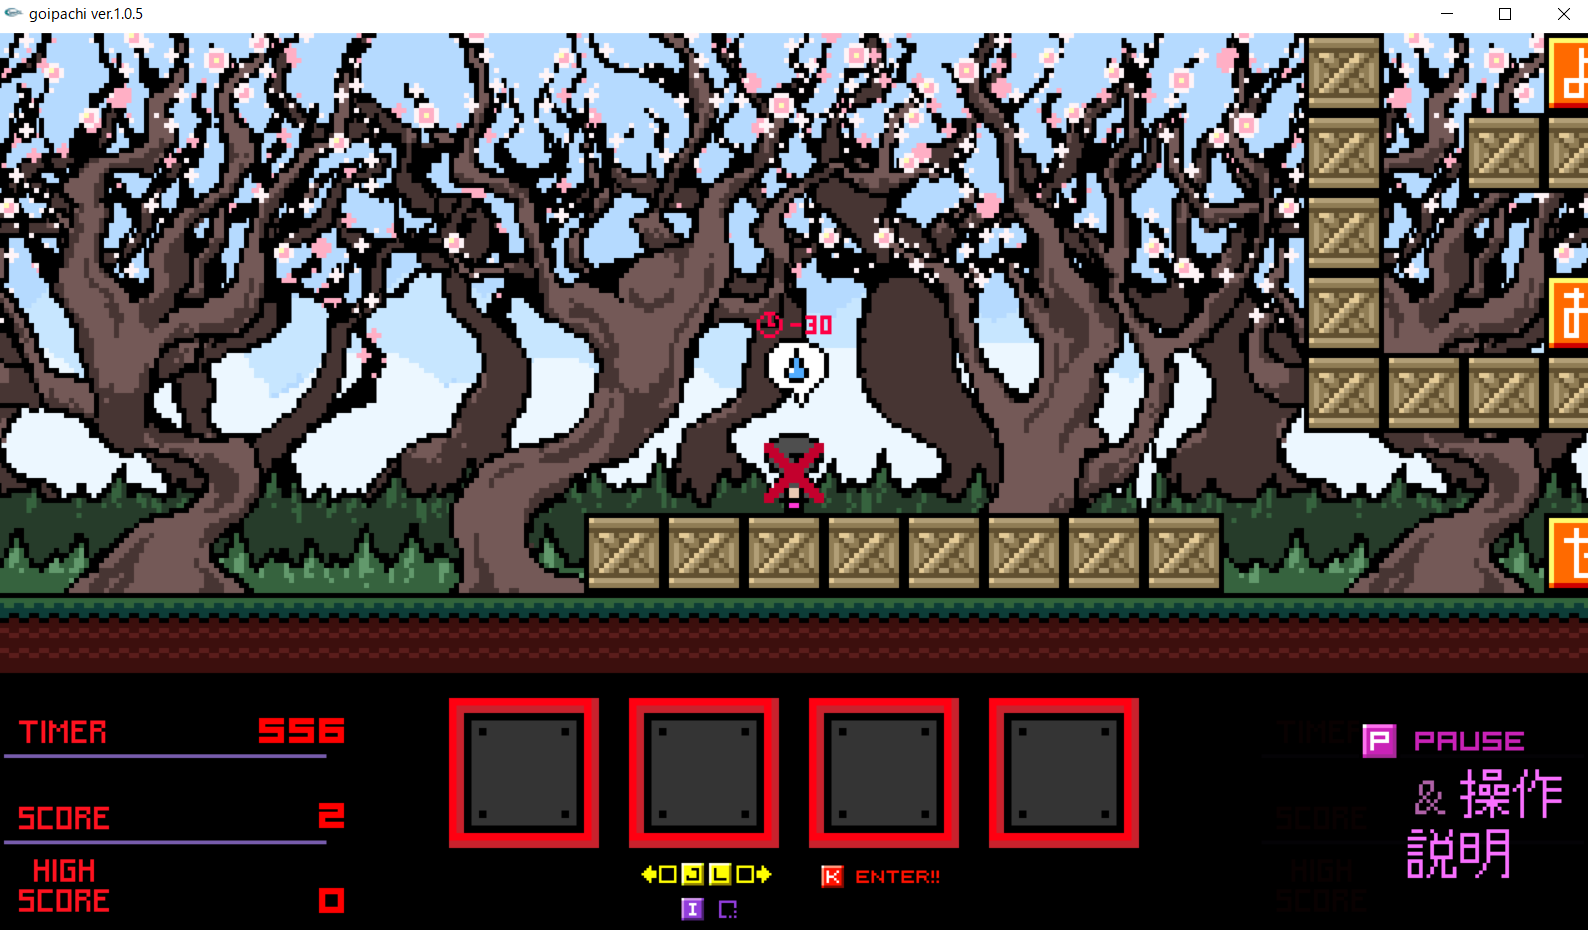 goipachi ver.1.0.5
お
-30
TIMER 556
SCORE 2
HIGH
SCORE 0
J L
K ENTER!!
I
P PAUSE
& 操作
説明